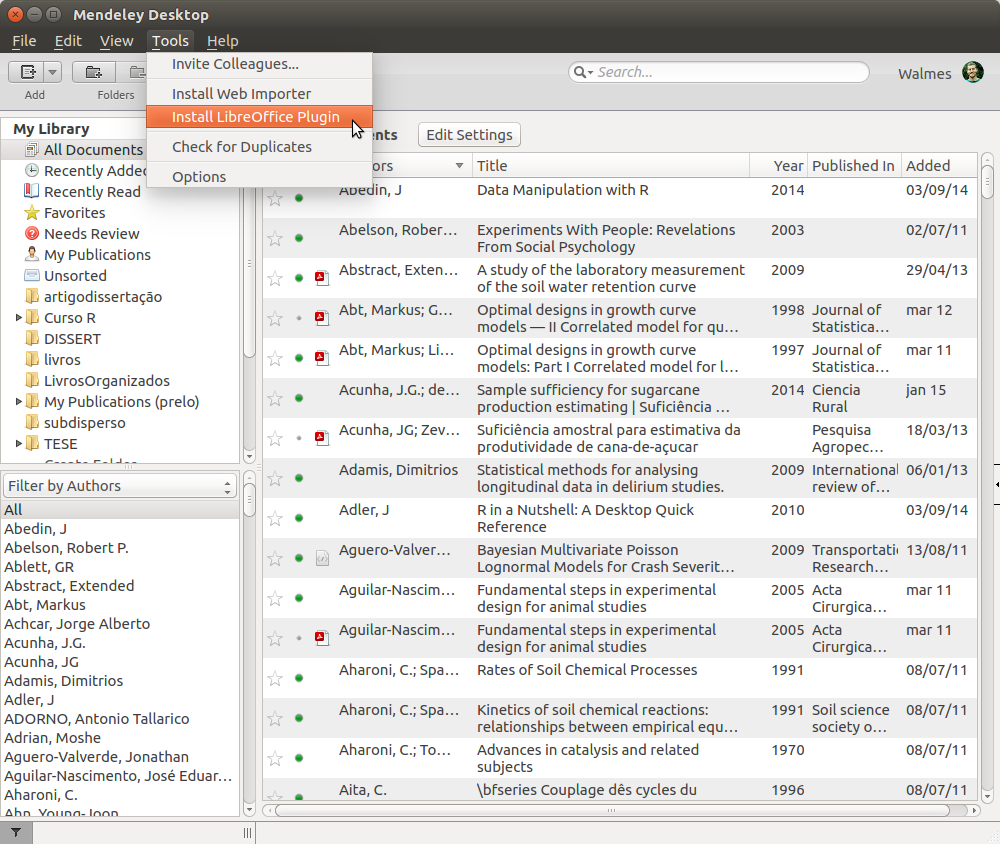 Mendeley Desktop
File Edit View Tools Help
Invite Colleagues...
Install Web Importer
Install LibreOffice Plugin
Check for Duplicates
Options
Add
Folders
Search...
Walmes
My Library
All Documents
Recently Added
Recently Read
Favorites
Needs Review
My Publications
Unsorted
artigodissertação
Curso R
DISSERT
livros
LivrosOrganizados
My Publications (prelo)
subdisperso
TESE
Create Folder
Filter by Authors
All
Abedin, J
Abelson, Robert P.
Ablett, GR
Abstract, Extended
Abt, Markus
Achcar, Jorge Alberto
Acunha, J.G.
Acunha, JG
Adamis, Dimitrios
Adler, J
ADORNO, Antonio Tallarico
Adrian, Moshe
Aguero-Valverde, Jonathan
Aguilar-Nascimento, José Eduar...
Aharoni, C.
Ahn, Young-Joon
ents Edit Settings
ors Title Year Published In Added
Abedin, J Data Manipulation with R 2014 03/09/14
Abelson, Rober... Experiments With People: Revelations 2003 02/07/11
From Social Psychology
Abstract, Exten... A study of the laboratory measurement 2009 29/04/13
of the soil water retention curve
Abt, Markus; G... Optimal designs in growth curve 1998 Journal of mar 12
models — II Correlated model for qu... Statistica...
Abt, Markus; Li... Optimal designs in growth curve 1997 Journal of mar 11
models: Part I Correlated model for l... Statistica...
Acunha, J.G.; de... Sample sufficiency for sugarcane 2014 Ciencia jan 15
production estimating | Suficiência ... Rural
Acunha, JG; Zev... Suficiência amostral para estimativa da Pesquisa 18/03/13
produtividade de cana-de-açucar Agropec...
Adamis, Dimitrios Statistical methods for analysing 2009 International 06/01/13
longitudinal data in delirium studies. review of...
Adler, J R in a Nutshell: A Desktop Quick 2010 03/09/14
Reference
Aguero-Valver... Bayesian Multivariate Poisson 2009 Transportati 13/08/11
Lognormal Models for Crash Severit... Research...
Aguilar-Nascim... Fundamental steps in experimental 2005 Acta mar 11
design for animal studies Cirurgica...
Aguilar-Nascim... Fundamental steps in experimental 2005 Acta mar 11
design for animal studies Cirurgica...
Aharoni, C.; Spa... Rates of Soil Chemical Processes 1991 08/07/11
Aharoni, C.; Spa... Kinetics of soil chemical reactions: 1991 Soil science 08/07/11
relationships between empirical equ... society o...
Aharoni, C.; To... Advances in catalysis and related 1970 08/07/11
subjects
Aita, C. \bfseries Couplage dês cycles du 1996 08/07/11